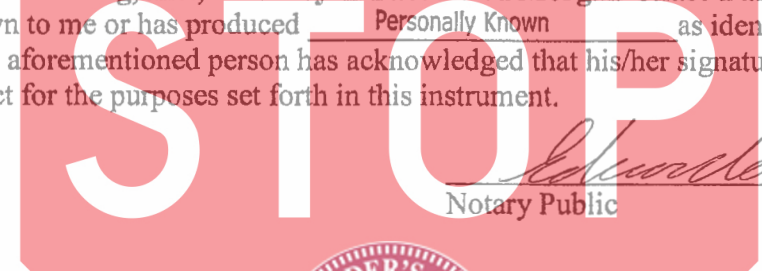 wn to me or has produced Personally Known as iden
aforementioned person has acknowledged that his/her signatu
ct for the purposes set forth in this instrument.
STOP
Notary Public